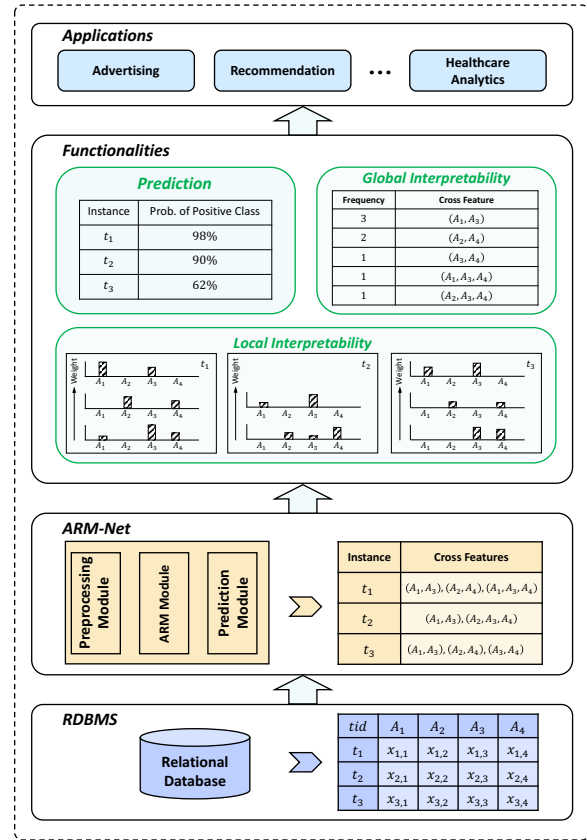 Applications
Advertising
Recommendation
...
Healthcare
Analytics
Functionalities
Prediction
Instance Prob. of Positive Class
t₁ 98%
t₂ 90%
t₃ 62%
Global Interpretability
Frequency Cross Feature
3 (A₁, A₃)
2 (A₂, A₄)
1 (A₃, A₄)
1 (A₁, A₃, A₄)
1 (A₂, A₃, A₄)
Local Interpretability
Weight
t₁
A₁ A₂ A₃ A₄
A₁ A₂ A₃ A₄
A₁ A₂ A₃ A₄
Weight
t₂
A₁ A₂ A₃ A₄
A₁ A₂ A₃ A₄
Weight
t₃
A₁ A₂ A₃ A₄
A₁ A₂ A₃ A₄
A₁ A₂ A₃ A₄
ARM-Net
Preprocessing
Module
ARM Module
Prediction
Module
Instance Cross Features
t₁ (A₁, A₃), (A₂, A₄), (A₁, A₃, A₄)
t₂ (A₁, A₃), (A₂, A₃, A₄)
t₃ (A₁, A₃), (A₂, A₄), (A₃, A₄)
RDBMS
Relational
Database
tid A₁ A₂ A₃ A₄
t₁ x₁,₁ x₁,₂ x₁,₃ x₁,₄
t₂ x₂,₁ x₂,₂ x₂,₃ x₂,₄
t₃ x₃,₁ x₃,₂ x₃,₃ x₃,₄